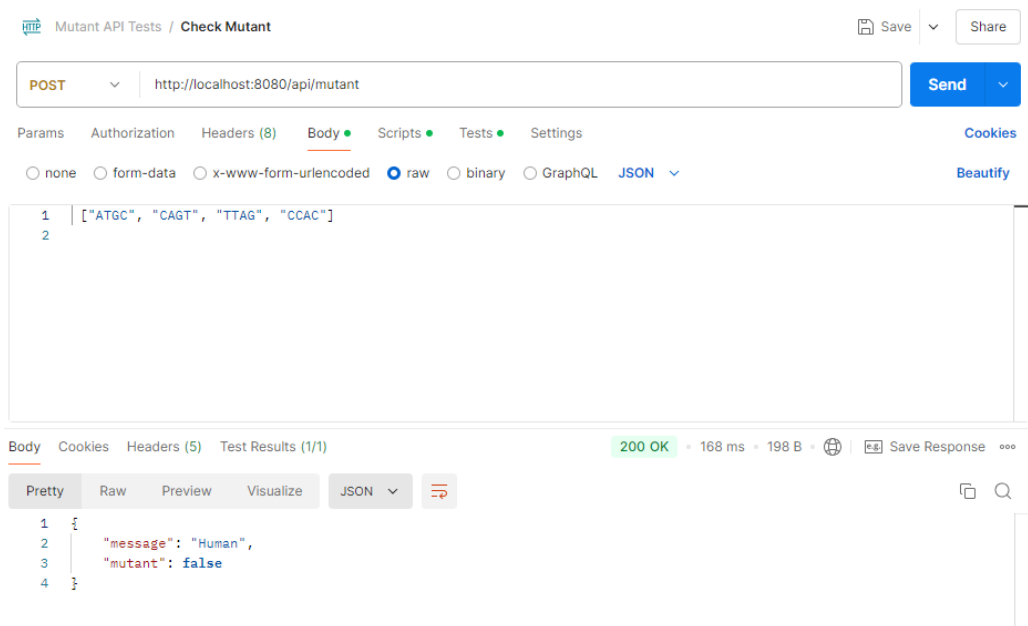 HTTP Mutant API Tests / Check Mutant Save Share
POST http://localhost:8080/api/mutant Send
Params Authorization Headers (8) Body Scripts Tests Settings Cookies
none form-data x-www-form-urlencoded raw binary GraphQL JSON Beautify
1 ["ATGC", "CAGT", "TTAG", "CCAC"]
2
Body Cookies Headers (5) Test Results (1/1) 200 OK 168 ms 198 B e.g. Save Response
Pretty Raw Preview Visualize JSON
1 {
2 "message": "Human",
3 "mutant": false
4 }